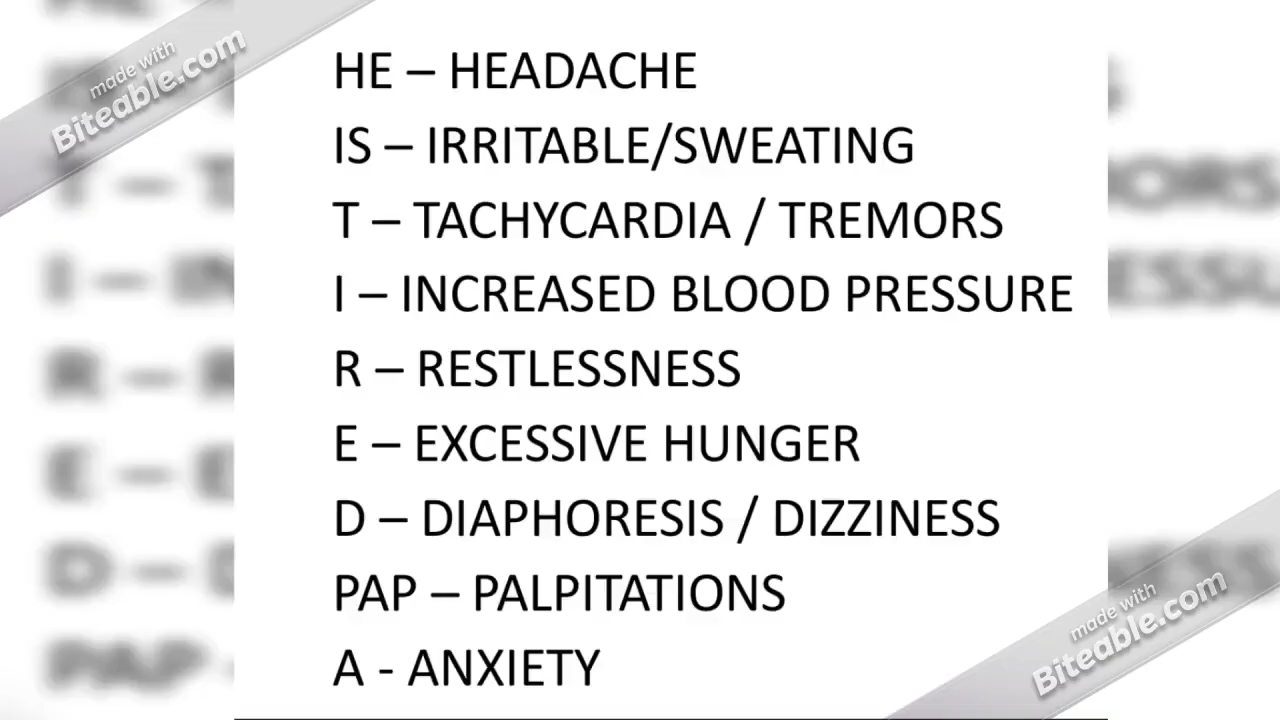 made with
Biteable.com
HE – HEADACHE
IS – IRRITABLE/SWEATING
T – TACHYCARDIA / TREMORS
I – INCREASED BLOOD PRESSURE
R – RESTLESSNESS
E – EXCESSIVE HUNGER
D – DIAPHORESIS / DIZZINESS
PAP – PALPITATIONS
A - ANXIETY
made with
Biteable.com